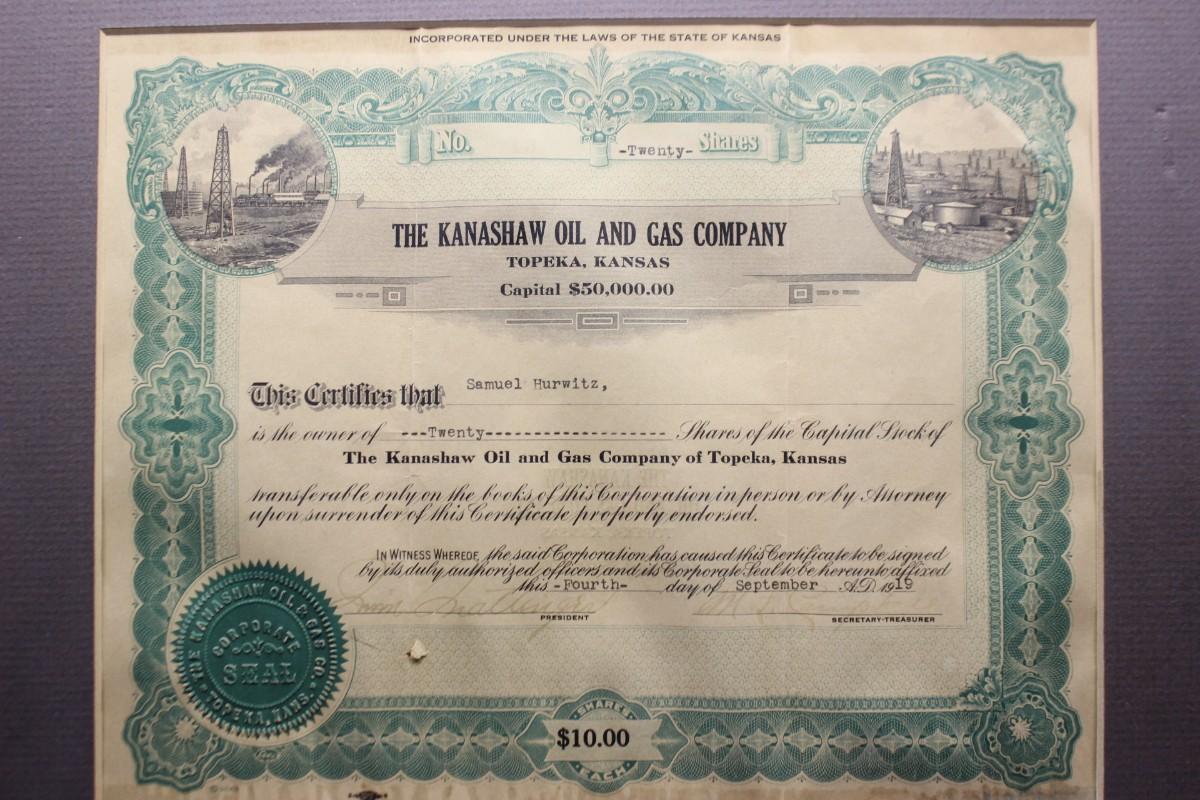 INCORPORATED UNDER THE LAWS OF THE STATE OF KANSAS
No. -Twenty- Shares
THE KANASHAW OIL AND GAS COMPANY
TOPEKA, KANSAS
Capital $50,000.00
This Certifies that Samuel Hurwitz,
is the owner of ---Twenty-------------------- Shares of the Capital Stock of
The Kanashaw Oil and Gas Company of Topeka, Kansas
transferable only on the books of this Corporation in person or by Attorney
upon surrender of this Certificate properly endorsed.
IN WITNESS WHEREOF, the said Corporation has caused this Certificate to be signed
by its duly authorized officers and its Corporate Seal to be hereunto affixed
this -Fourth- day of September A.D. 1919
PRESIDENT
SECRETARY-TREASURER
THE KANASHAW OIL & GAS CO.
CORPORATE
SEAL
TOPEKA, KANS.
SHARES
$10.00
EACH